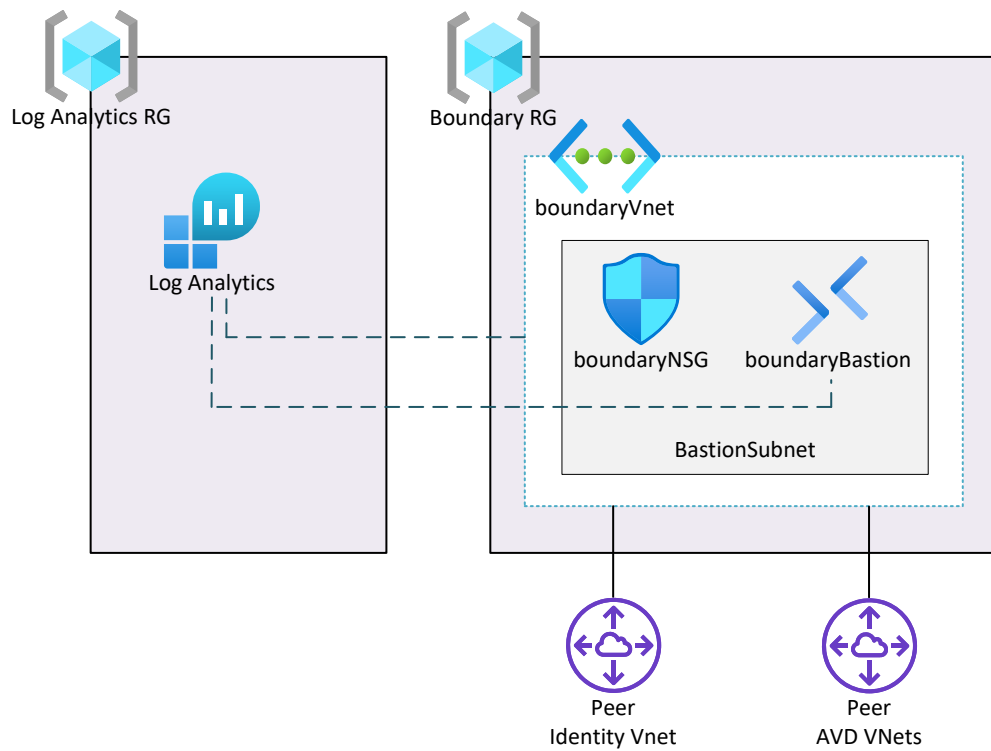 Log Analytics RG
Boundary RG
boundaryVnet
Log Analytics
boundaryNSG
boundaryBastion
BastionSubnet
Peer
Identity Vnet
Peer
AVD VNets